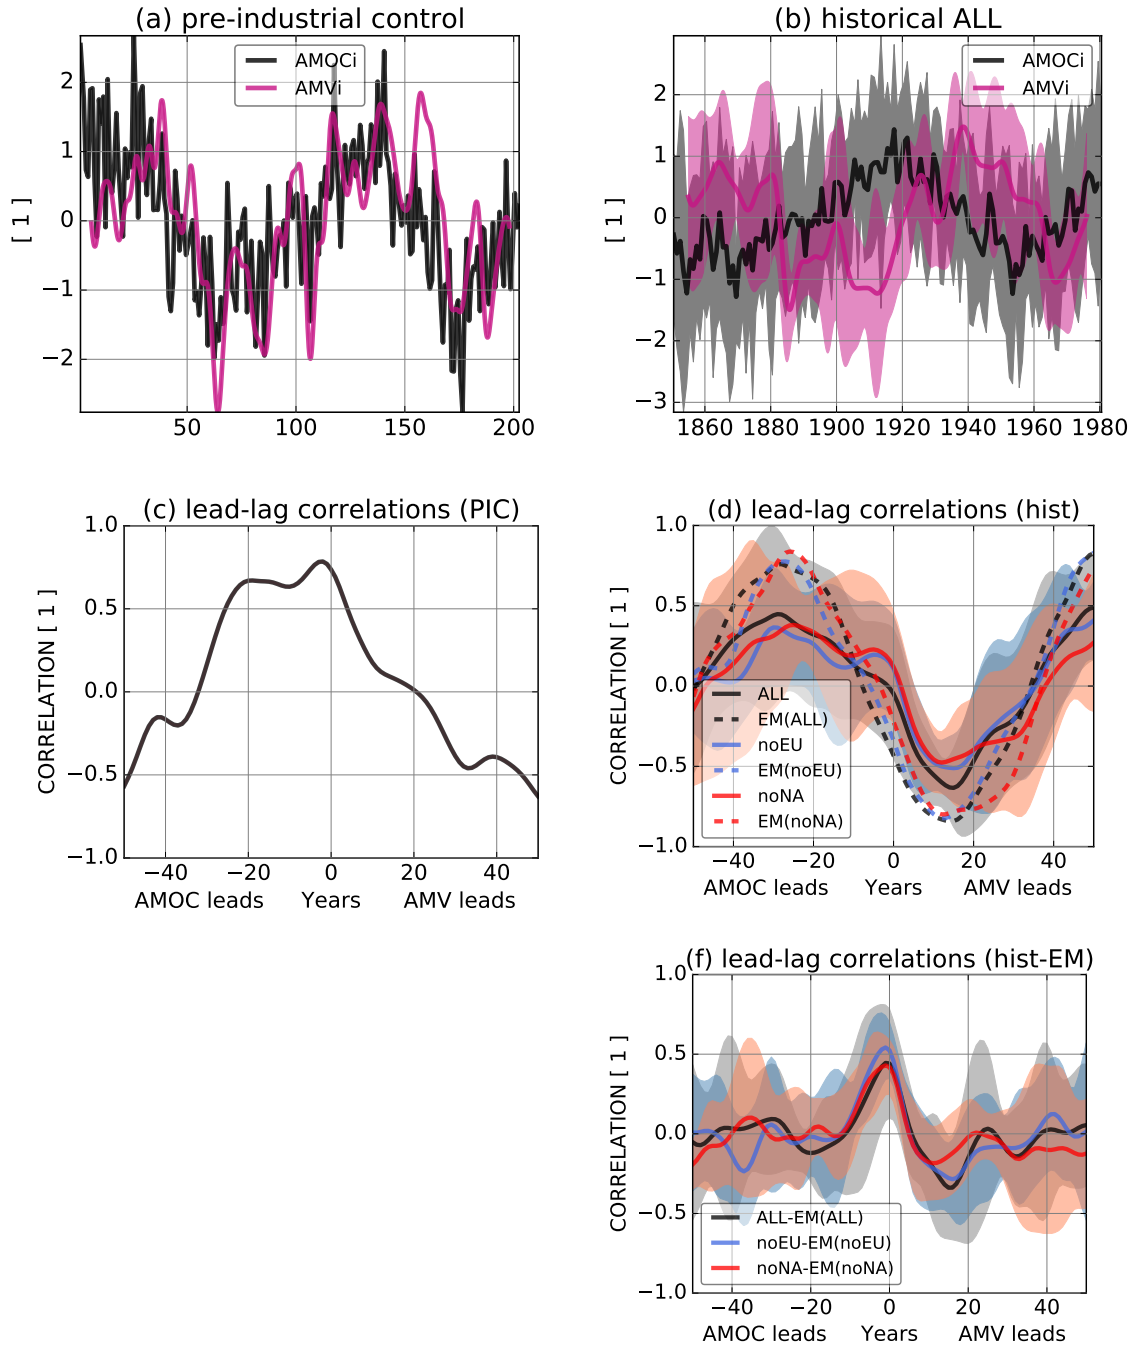 (a) pre-industrial control
AMOCi
AMVi
[ 1 ]
2
1
0
−1
−2
50 100 150 200
(b) historical ALL
AMOCi
AMVi
[ 1 ]
2
1
0
−1
−2
−3
1860 1880 1900 1920 1940 1960 1980
(c) lead-lag correlations (PIC)
CORRELATION [ 1 ]
1.0
0.5
0.0
−0.5
−1.0
−40 −20 0 20 40
AMOC leads Years AMV leads
(d) lead-lag correlations (hist)
CORRELATION [ 1 ]
1.0
0.5
0.0
−0.5
−1.0
ALL
EM(ALL)
noEU
EM(noEU)
noNA
EM(noNA)
−40 −20 0 20 40
AMOC leads Years AMV leads
(f) lead-lag correlations (hist-EM)
CORRELATION [ 1 ]
1.0
0.5
0.0
−0.5
−1.0
ALL-EM(ALL)
noEU-EM(noEU)
noNA-EM(noNA)
−40 −20 0 20 40
AMOC leads Years AMV leads